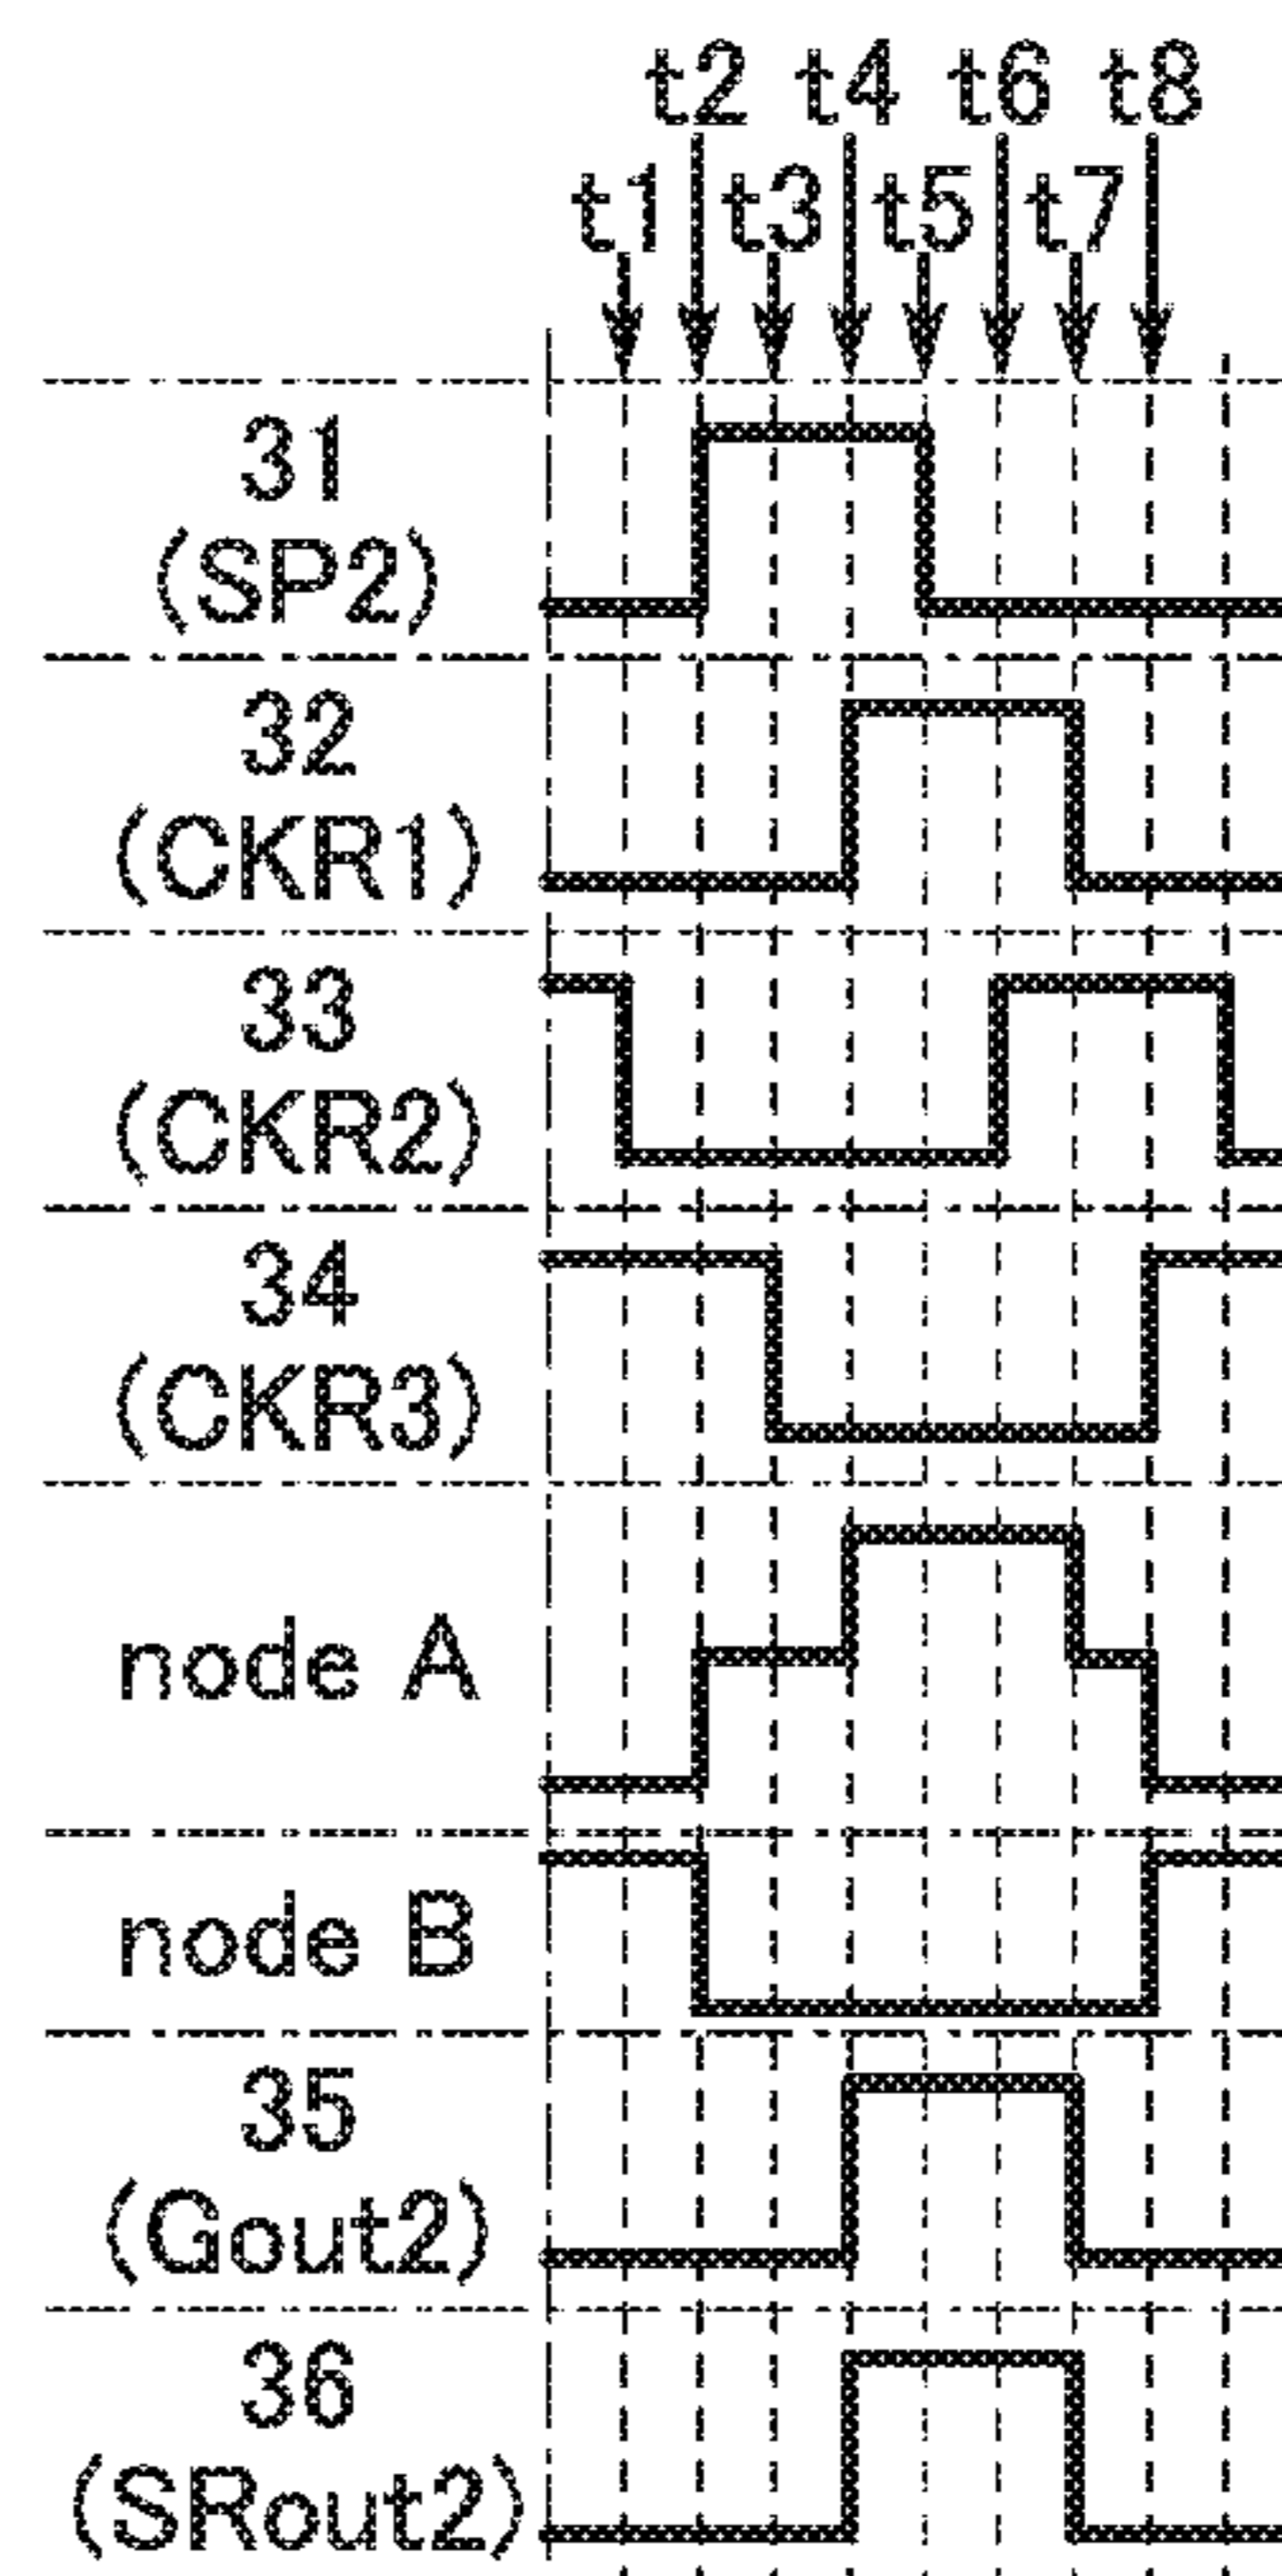 t2 t4 t6 t8
t1 t3 t5 t7
31
(SP2)
32
(CKR1)
33
(CKR2)
34
(CKR3)
node A
node B
35
(Gout2)
36
(SRout2)